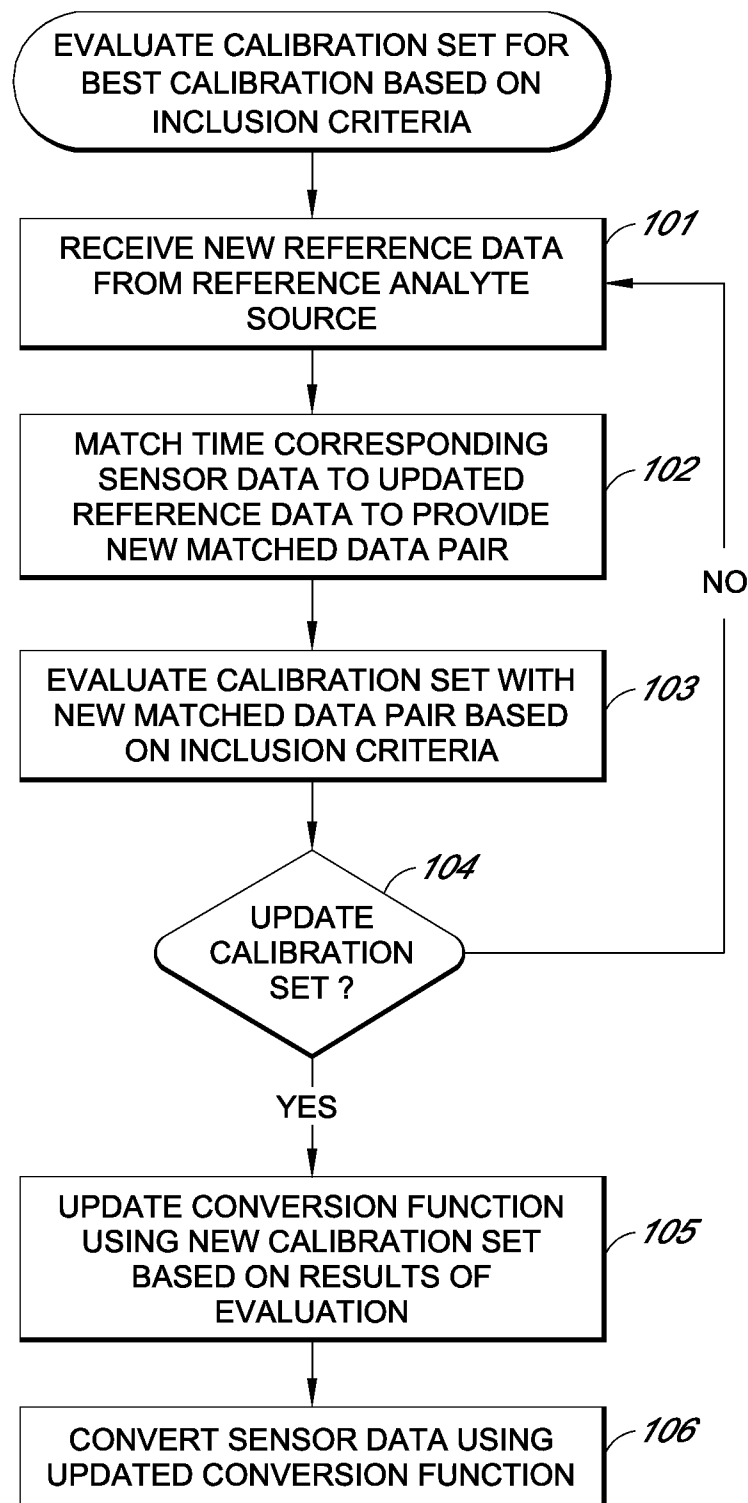 EVALUATE CALIBRATION SET FOR
BEST CALIBRATION BASED ON
INCLUSION CRITERIA
101
RECEIVE NEW REFERENCE DATA
FROM REFERENCE ANALYTE
SOURCE
102
MATCH TIME CORRESPONDING
SENSOR DATA TO UPDATED
REFERENCE DATA TO PROVIDE
NEW MATCHED DATA PAIR
NO
103
EVALUATE CALIBRATION SET WITH
NEW MATCHED DATA PAIR BASED
ON INCLUSION CRITERIA
104
UPDATE
CALIBRATION
SET ?
YES
105
UPDATE CONVERSION FUNCTION
USING NEW CALIBRATION SET
BASED ON RESULTS OF
EVALUATION
106
CONVERT SENSOR DATA USING
UPDATED CONVERSION FUNCTION